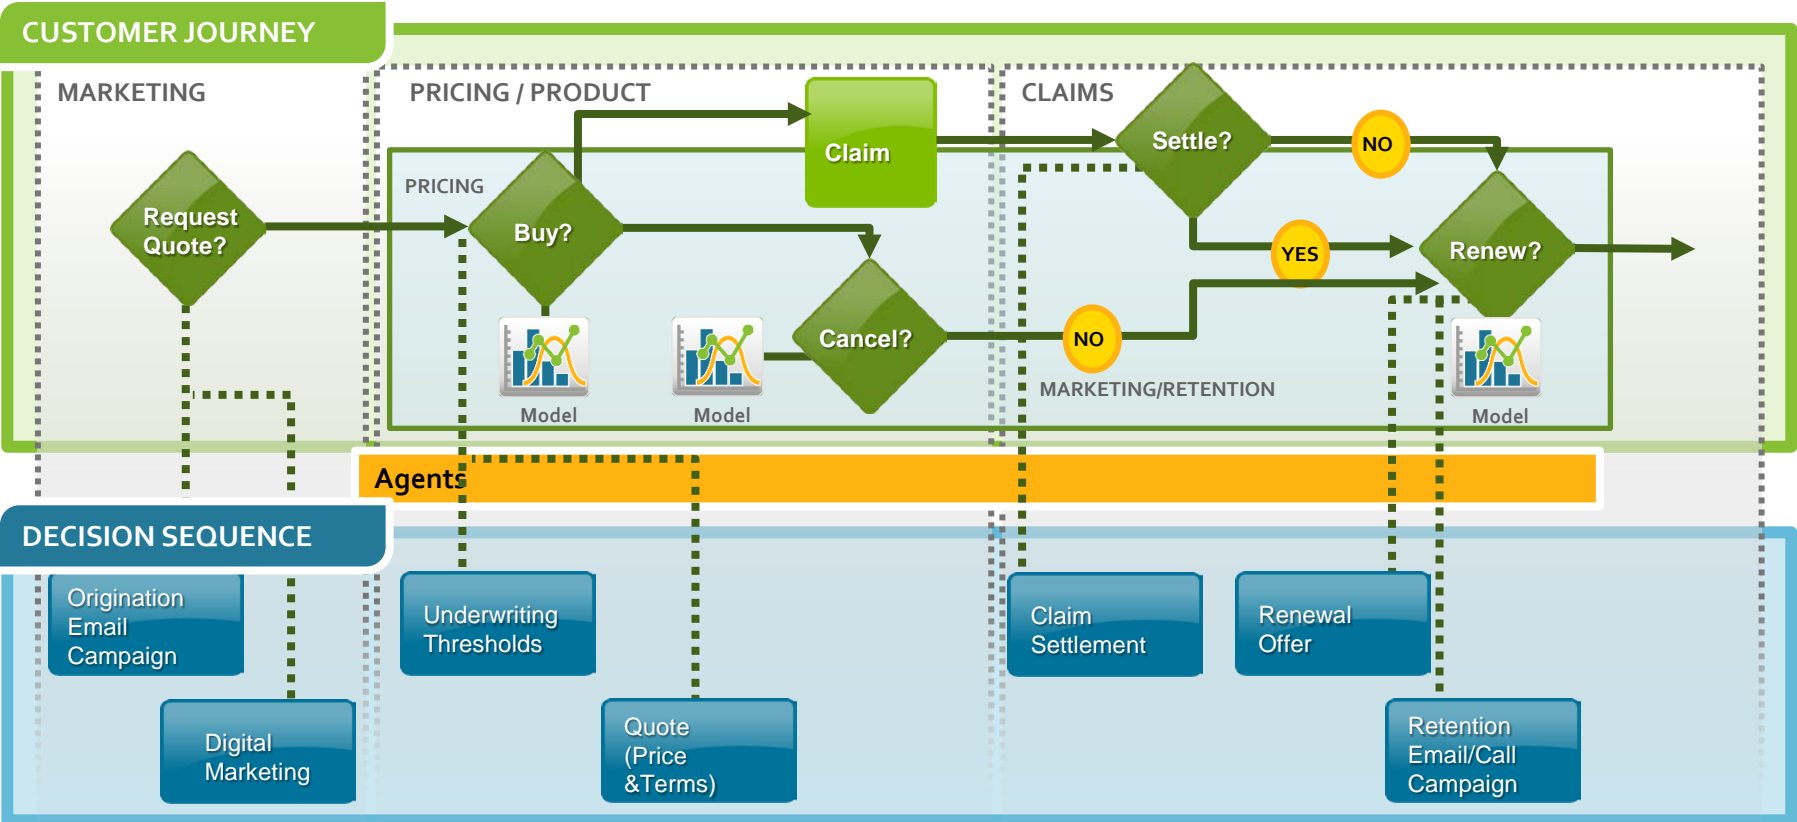 CUSTOMER JOURNEY
MARKETING
PRICING / PRODUCT
CLAIMS
Request
Quote?
PRICING
Buy?
Claim
Settle?
NO
YES
Renew?
Cancel?
NO
MARKETING/RETENTION
Model
Model
Model
Agents
DECISION SEQUENCE
Origination
Email
Campaign
Digital
Marketing
Underwriting
Thresholds
Quote
(Price
&Terms)
Claim
Settlement
Renewal
Offer
Retention
Email/Call
Campaign